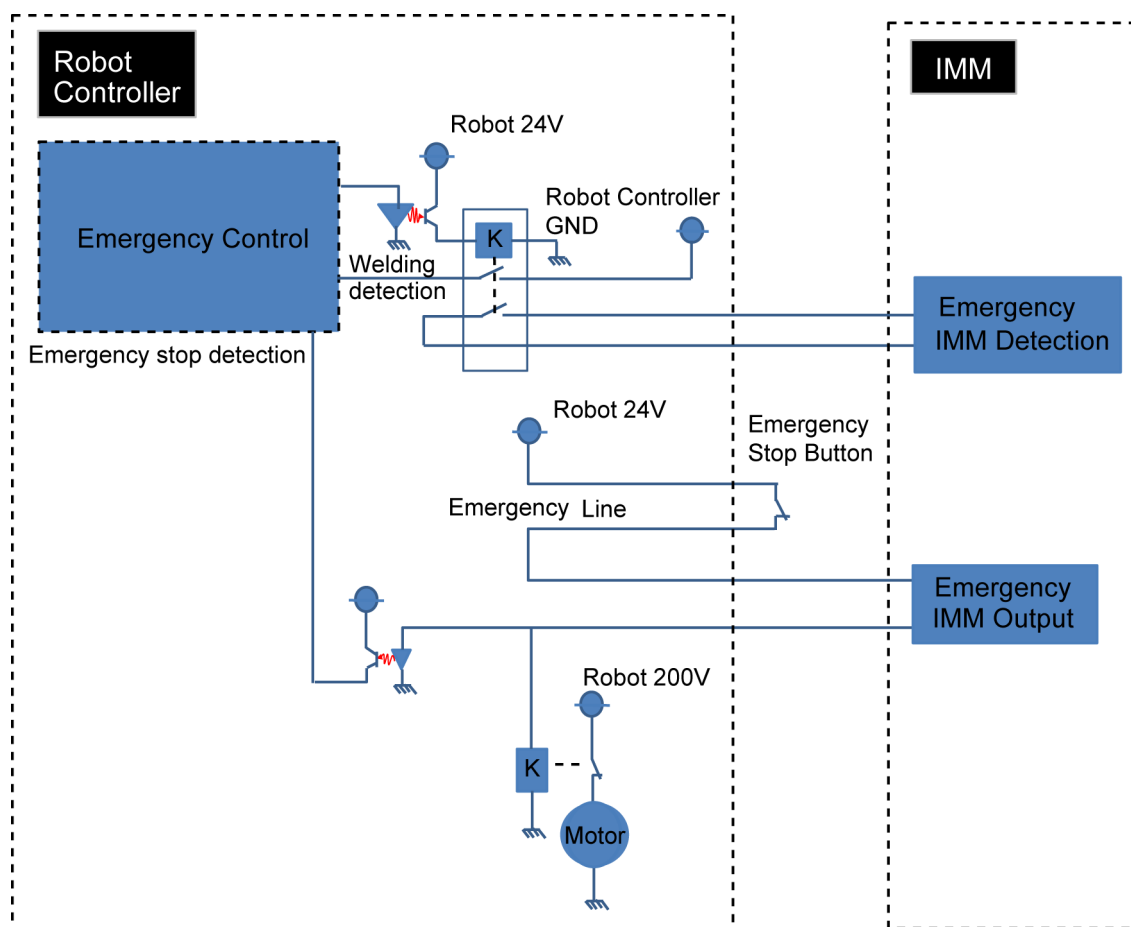 Robot
Controller
IMM
Robot 24V
Emergency Control
K
Robot Controller
GND
Welding
detection
Emergency
IMM Detection
Emergency stop detection
Robot 24V
Emergency
Stop Button
Emergency Line
Emergency
IMM Output
Robot 200V
K
Motor